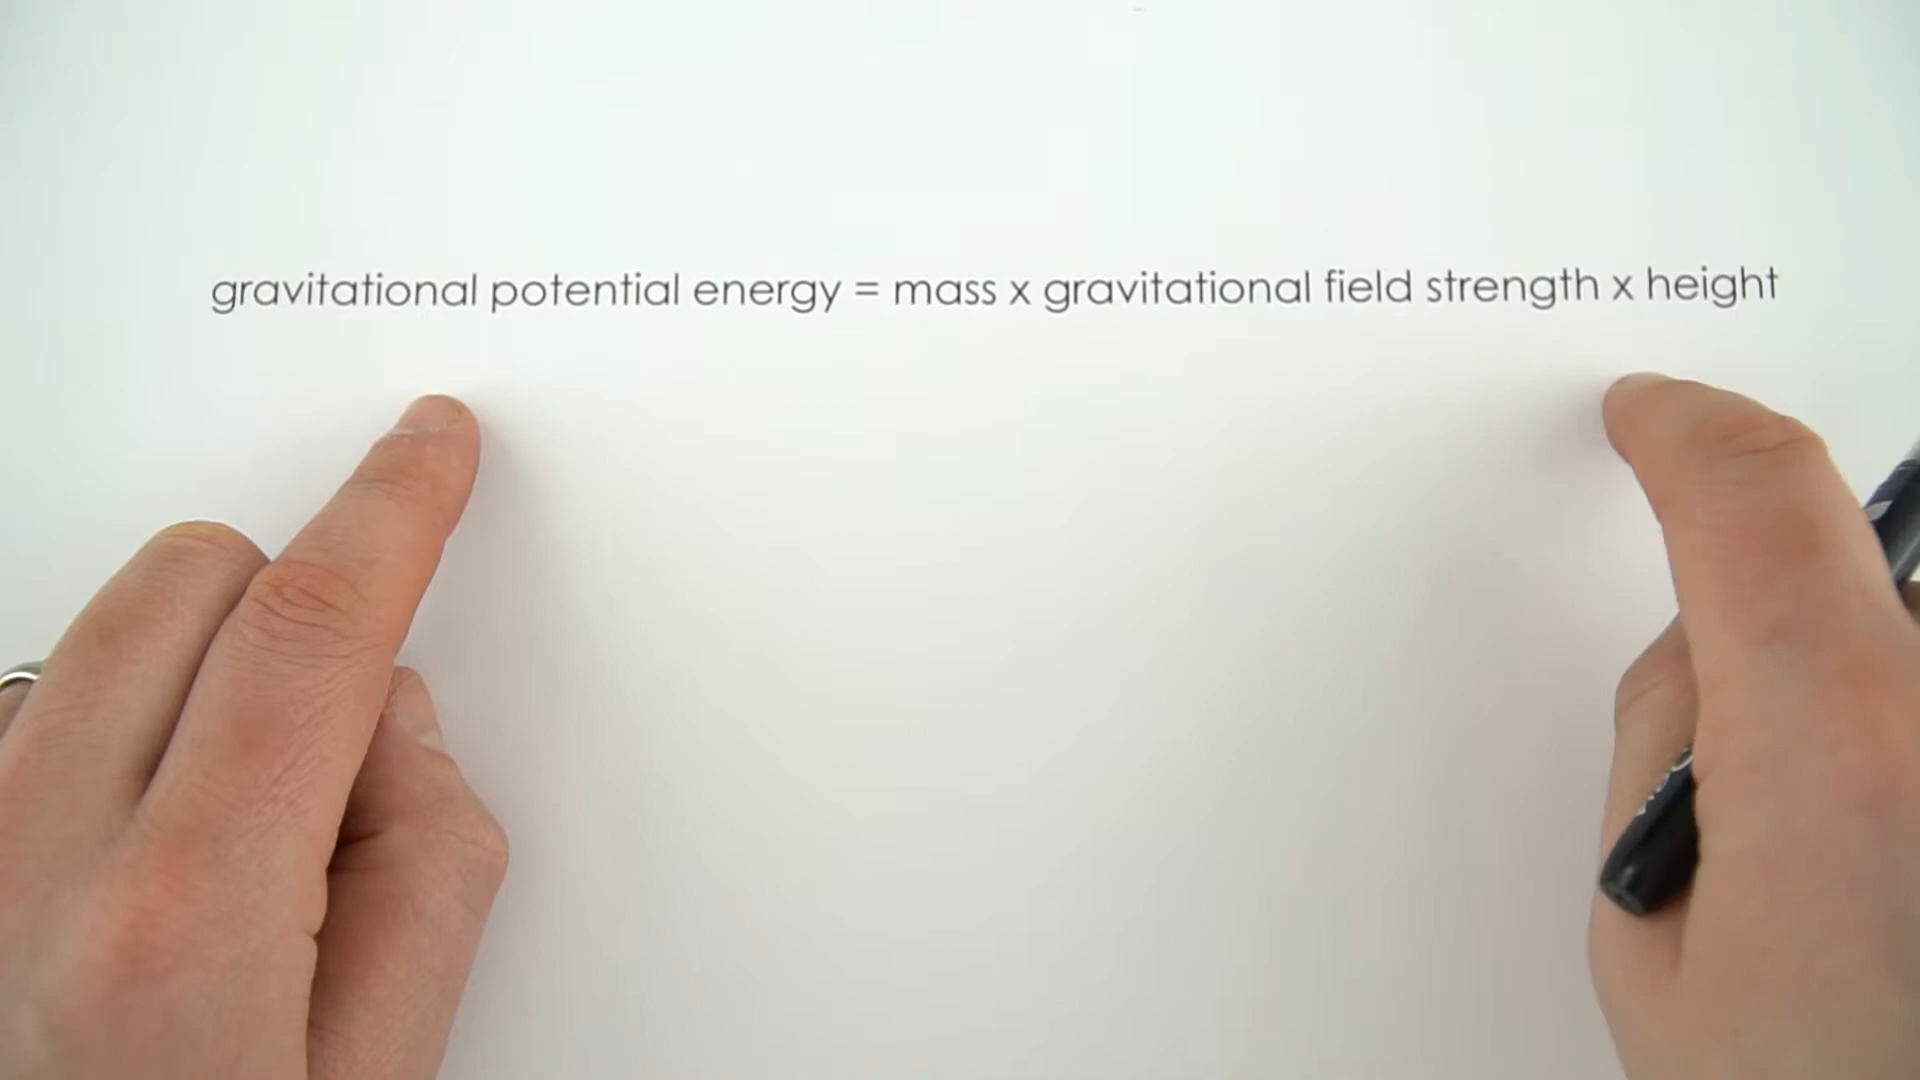 gravitational potential energy = mass x gravitational field strength x height